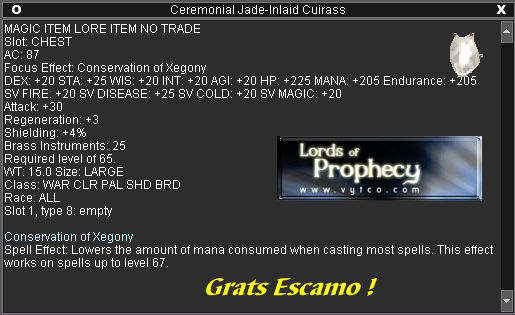 Ceremonial Jade-Inlaid Cuirass
MAGIC ITEM LORE ITEM NO TRADE
Slot: CHEST
AC: 87
Focus Effect: Conservation of Xegony
DEX: +20 STA: +25 WIS: +20 INT: +20 AGI: +20 HP: +225 MANA: +205 Endurance: +205
SV FIRE: +20 SV DISEASE: +25 SV COLD: +20 SV MAGIC: +20
Attack: +30
Regeneration: +3
Shielding: +4%
Brass Instruments: 25
Required level of 65.
WT: 15.0 Size: LARGE
Class: WAR CLR PAL SHD BRD
Race: ALL
Slot 1, type 8: empty
Lords of
Prophecy
www.vytco.com
Conservation of Xegony
Spell Effect: Lowers the amount of mana consumed when casting most spells. This effect
works on spells up to level 67.
Grats Escamo !